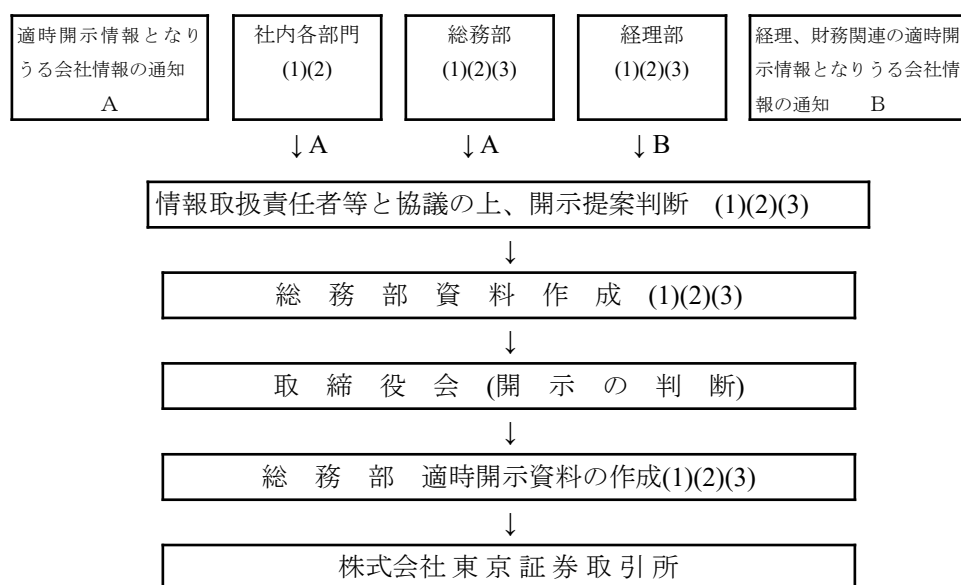 適時開示情報となり
うる会社情報の通知
A
社内各部門
(1)(2)
総務部
(1)(2)(3)
経理部
(1)(2)(3)
経理、財務関連の適時開
示情報となりうる会社情
報の通知　　B
↓A
↓A
↓B
情報取扱責任者等と協議の上、開示提案判断　(1)(2)(3)
↓
総　務　部　資　料　作　成　(1)(2)(3)
↓
取　締　役　会　(開　示　の　判　断)
↓
総　務　部　適時開示資料の作成(1)(2)(3)
↓
株式会社 東 京 証 券 取 引 所